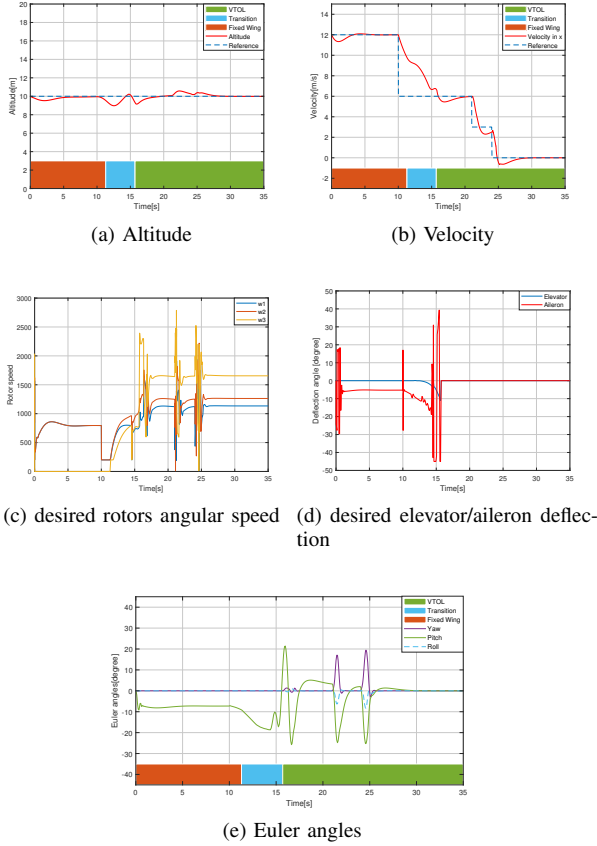 20
18
16
14
12
10
8
6
4
2
0
Altitude[m]
0 5 10 15 20 25 30 35
Time[s]
VTOL
Transition
Fixed Wing
Altitude
Reference
(a) Altitude
14
12
10
8
6
4
2
0
-2
Velocity[m/s]
0 5 10 15 20 25 30 35
Time[s]
VTOL
Transition
Fixed Wing
Velocity in x
Reference
(b) Velocity
3000
2500
2000
1500
1000
500
0
Rotor speed
0 5 10 15 20 25 30 35
Time[s]
w1
w2
w3
(c) desired rotors angular speed
50
40
30
20
10
0
-10
-20
-30
-40
-50
Deflection angle [degree]
0 5 10 15 20 25 30 35
Time[s]
Elevator
Aileron
(d) desired elevator/aileron deflec-
tion
40
30
20
10
0
-10
-20
-30
-40
Euler angles[degree]
0 5 10 15 20 25 30 35
Time[s]
VTOL
Transition
Fixed Wing
Yaw
Pitch
Roll
(e) Euler angles